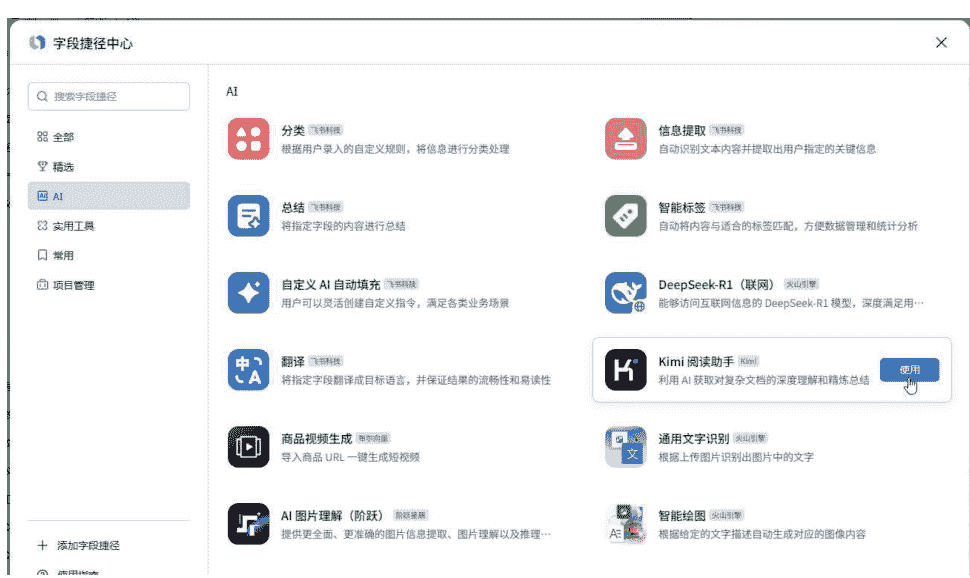 字段捷径中心
搜索字段捷径
全部
精选
AI
实用工具
常用
项目管理
添加字段捷径
使用指南
AI
分类 飞书科技
根据用户录入的自定义规则，将信息进行分类处理
信息提取 飞书科技
自动识别文本内容并提取出用户指定的关键信息
总结 飞书科技
将指定字段的内容进行总结
智能标签 飞书科技
自动将内容与适合的标签匹配，方便数据管理和统计分析
自定义 AI 自动填充 飞书科技
用户可以灵活创建自定义指令，满足各类业务场景
DeepSeek-R1（联网） 火山引擎
能够访问互联网信息的 DeepSeek-R1 模型，深度满足用…
翻译 飞书科技
将指定字段翻译成目标语言，并保证结果的流畅性和易读性
Kimi 阅读助手 Kimi
利用 AI 获取对复杂文档的深度理解和精炼总结
使用
商品视频生成
导入商品 URL 一键生成短视频
通用文字识别 火山引擎
根据上传图片识别出图片中的文字
AI 图片理解（阶跃） 阶跃星辰
提供更全面、更准确的图片信息提取、图片理解以及推理…
智能绘图 火山引擎
根据给定的文字描述自动生成对应的图像内容